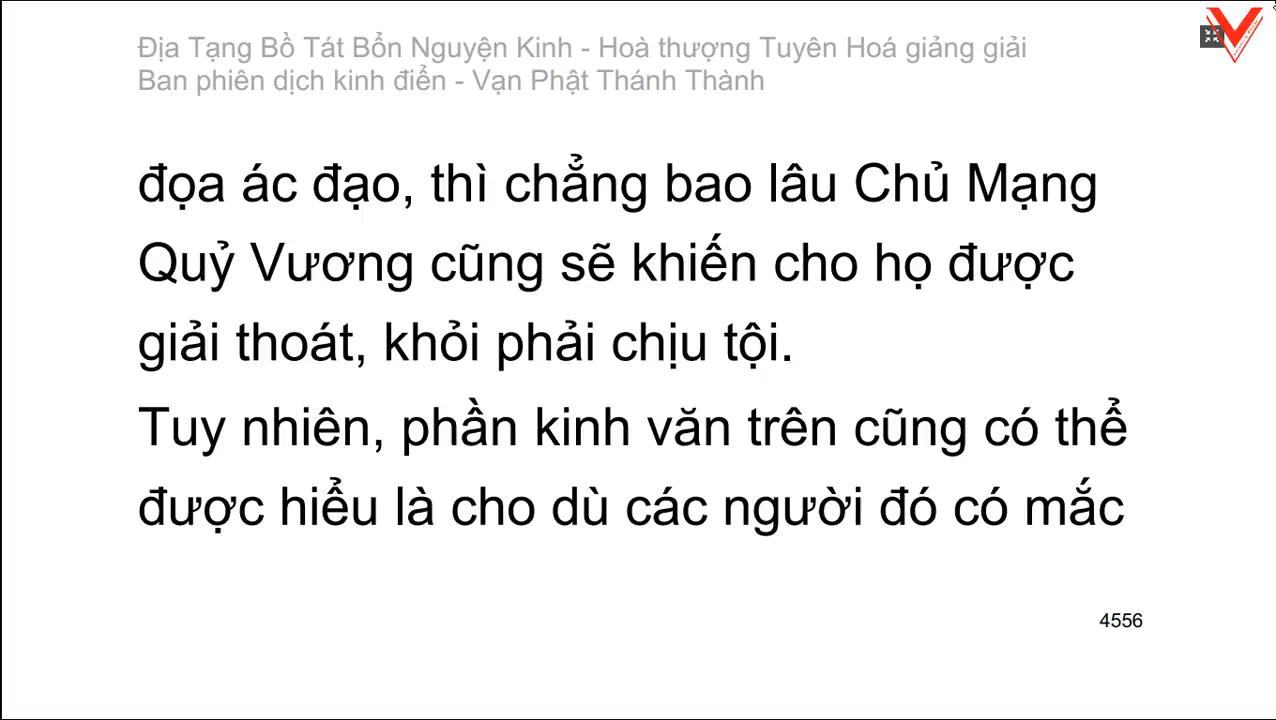 Địa Tạng Bồ Tát Bổn Nguyện Kinh - Hoà thượng Tuyên Hoá giảng giải
Ban phiên dịch kinh điển - Vạn Phật Thánh Thành
đọa ác đạo, thì chẳng bao lâu Chủ Mạng
Quỷ Vương cũng sẽ khiến cho họ được
giải thoát, khỏi phải chịu tội.
Tuy nhiên, phần kinh văn trên cũng có thể
được hiểu là cho dù các người đó có mắc
4556